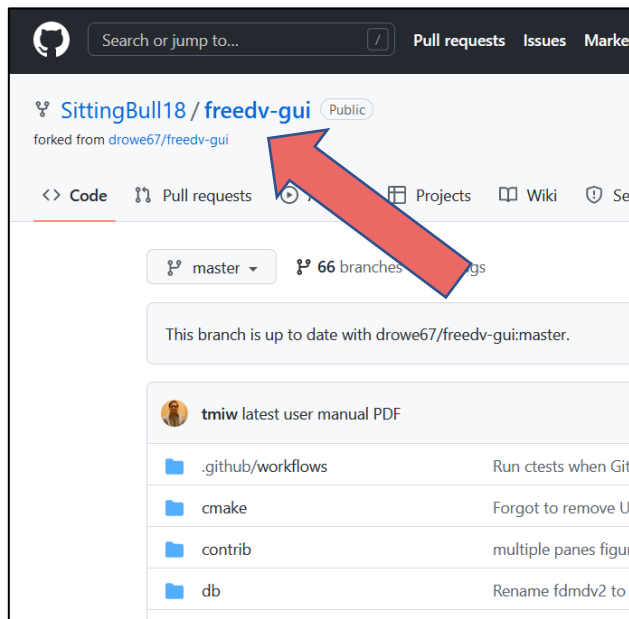 Search or jump to... / Pull requests Issues Marke
SittingBull18 / freedv-gui Public
forked from drowe67/freedv-gui
<> Code Pull requests Projects Wiki Se
master 66 branches gs
This branch is up to date with drowe67/freedv-gui:master.
tmiw latest user manual PDF
.github/workflows Run ctests when Git
cmake Forgot to remove U
contrib multiple panes figur
db Rename fdmdv2 to